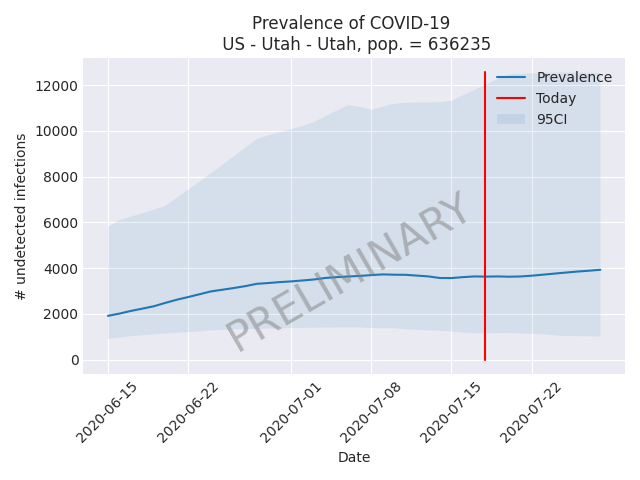 Prevalence of COVID-19
US - Utah - Utah, pop. = 636235
12000
10000
8000
6000
4000
2000
0
# undetected infections
Prevalence
Today
95CI
PRELIMINARY
2020-06-15
2020-06-22
2020-07-01
2020-07-08
2020-07-15
2020-07-22
Date